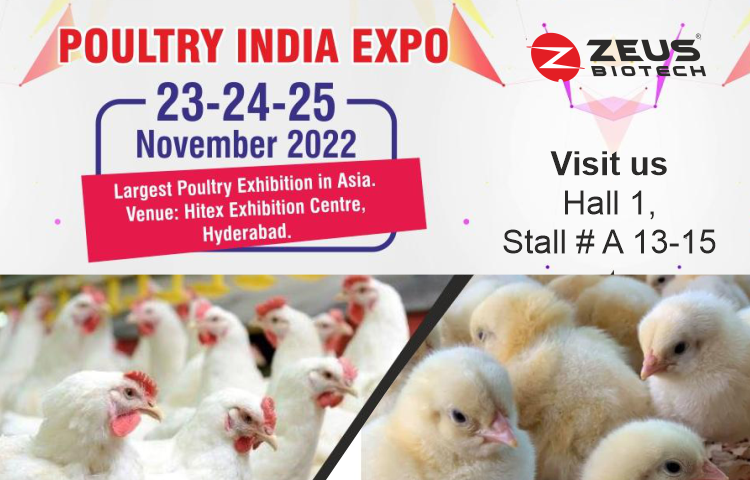 POULTRY INDIA EXPO
23-24-25
November 2022
Largest Poultry Exhibition in Asia.
Venue: Hitex Exhibition Centre,
Hyderabad.
Z ZEUS®
BIOTECH
Visit us
Hall 1,
Stall # A 13-15